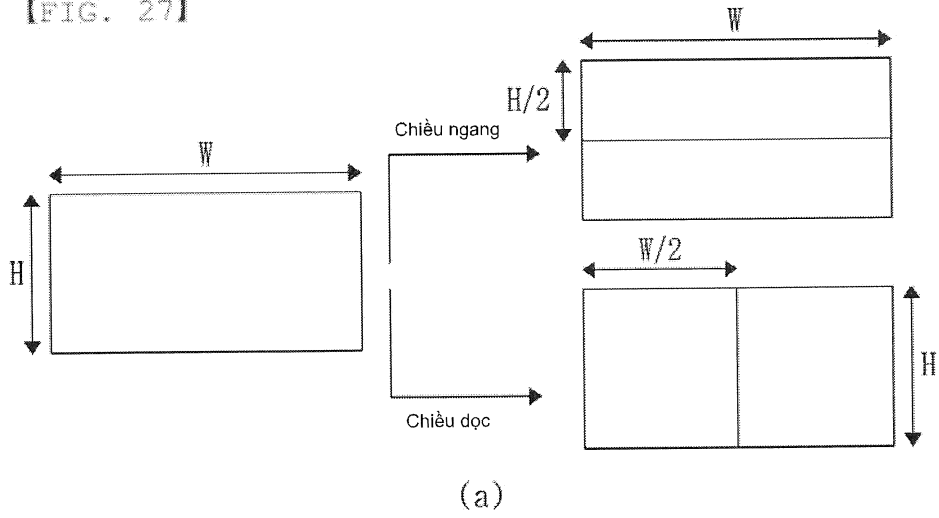 【FIG. 27】
W
H/2
Chiều ngang
W
H
W/2
H
Chiều dọc
(a)